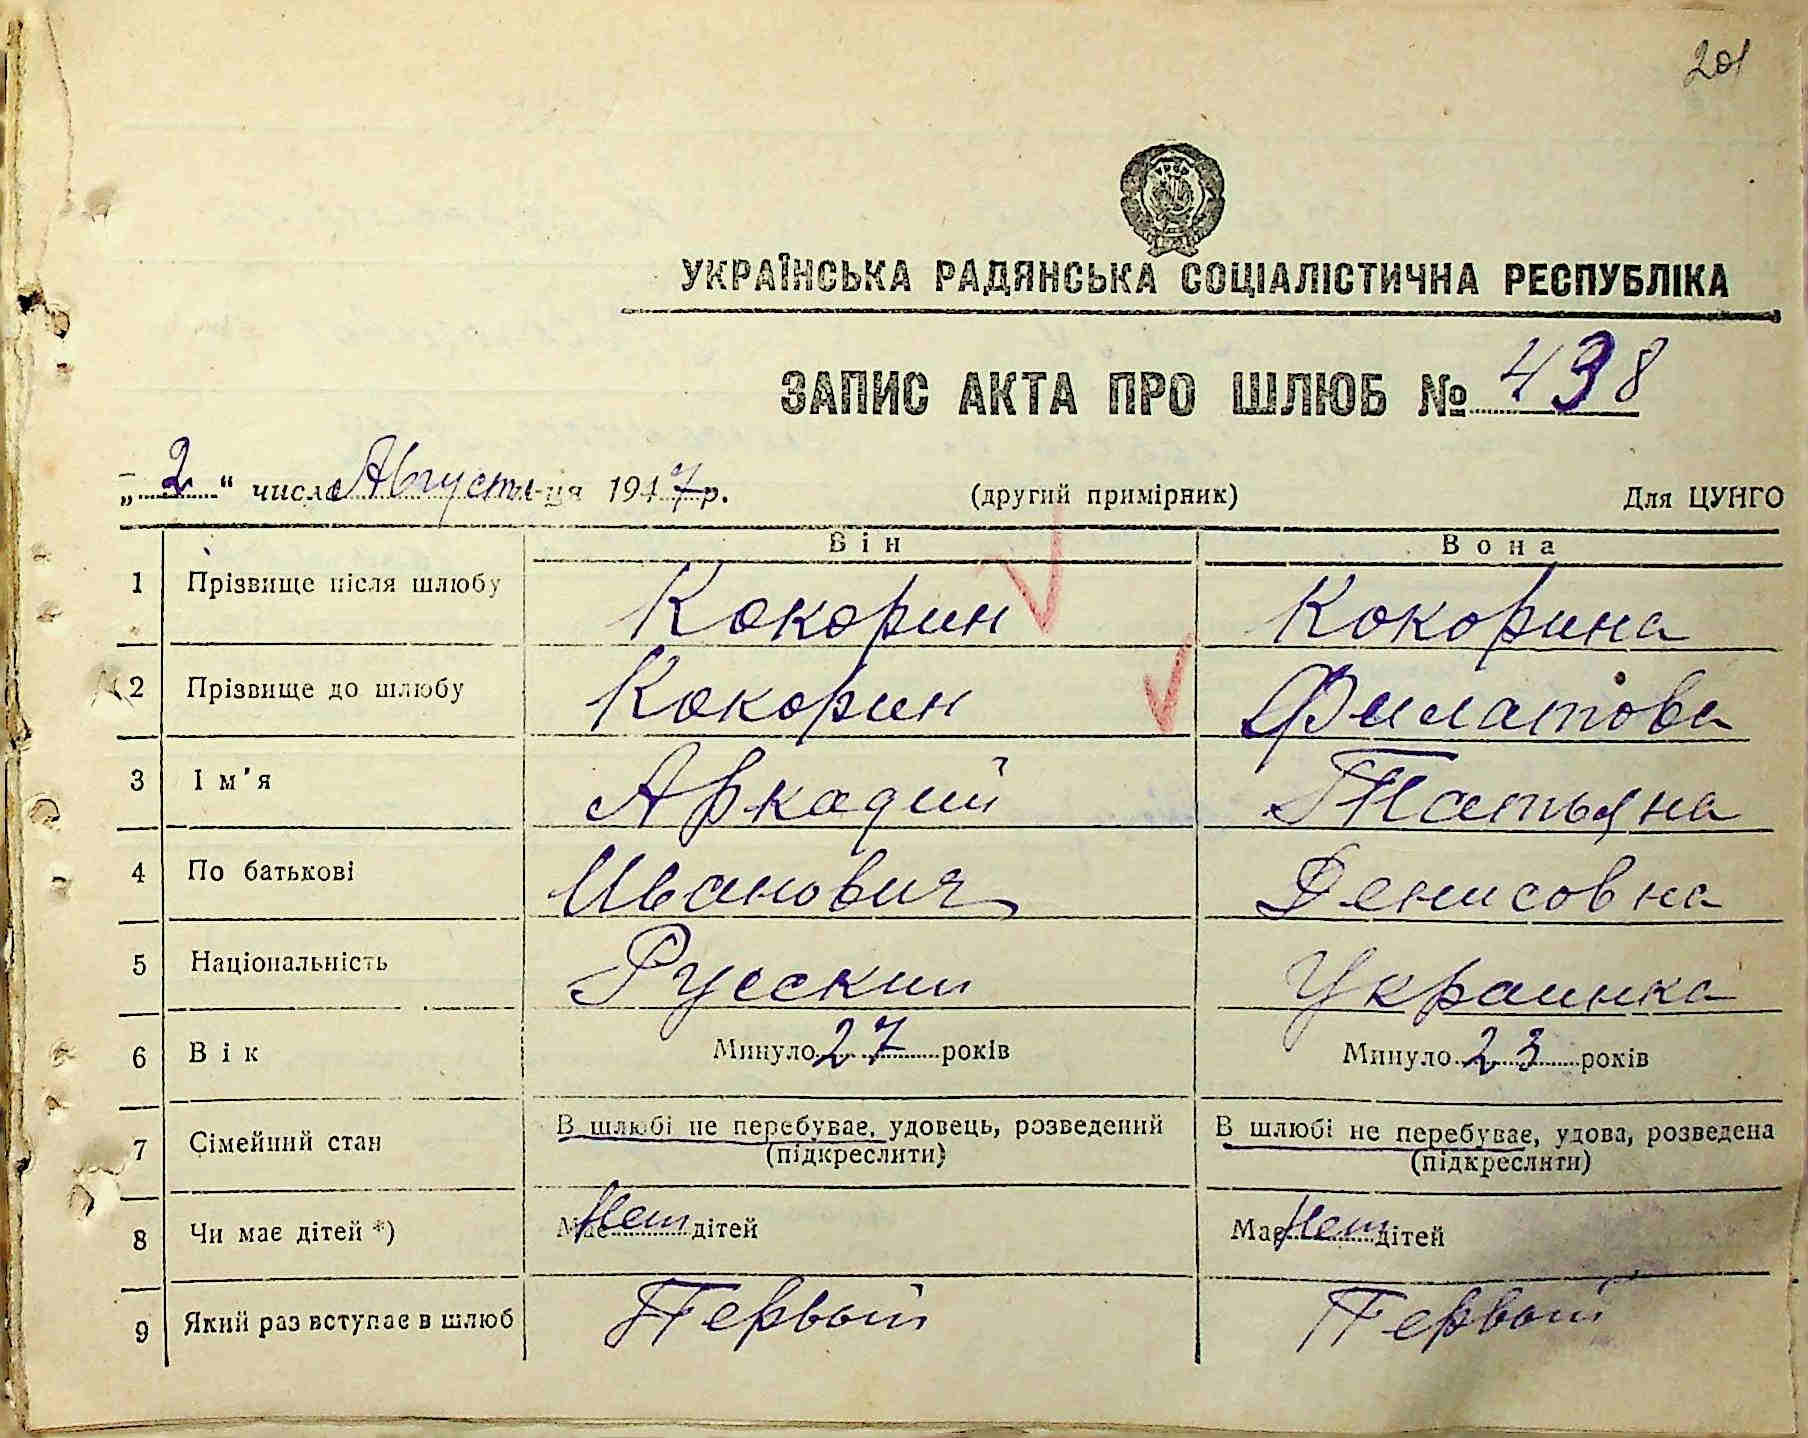 201
УКРАЇНСЬКА РАДЯНСЬКА СОЦІАЛІСТИЧНА РЕСПУБЛІКА
ЗАПИС АКТА ПРО ШЛЮБ № 438
„2“ числа Августа м-ця 1947 р. (другий примірник) Для ЦУНГО
Він Вона
1 Прізвище після шлюбу Кокорин Кокорина
2 Прізвище до шлюбу Кокорин Филатова
3 Ім'я Аркадий Татьяна
4 По батькові Иванович Денисовна
5 Національність Русский Украинка
6 Вік Минуло 27 років Минуло 23 років
7 Сімейний стан В шлюбі не перебуває, удовець, розведений В шлюбі не перебуває, удова, розведена
(підкреслити) (підкреслити)
8 Чи має дітей *) Має Нет дітей Має Нет дітей
9 Який раз вступає в шлюб Первый Первый